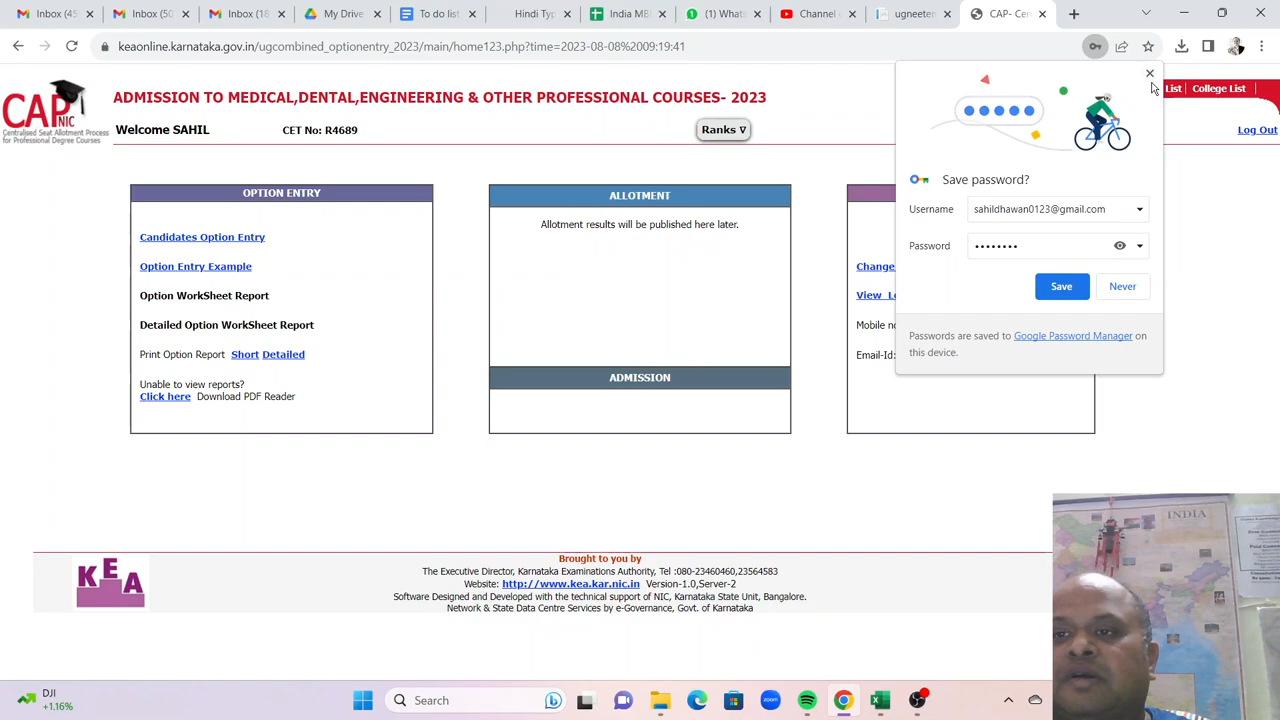 Inbox (45
Inbox (50
Inbox (18
My Drive
To do list
Hindi Typ
India MB
(1) Whats
Channel c
ugneeten
CAP- Cen
keaonline.karnataka.gov.in/ugcombined_optionentry_2023/main/home123.php?time=2023-08-08%2009:19:41
CAP NIC
Centralised Seat Allotment Process
for Professional Degree Courses
ADMISSION TO MEDICAL,DENTAL,ENGINEERING & OTHER PROFESSIONAL COURSES- 2023
List | College List |
Welcome SAHIL
CET No: R4689
Ranks ∇
Log Out
OPTION ENTRY
Candidates Option Entry
Option Entry Example
Option WorkSheet Report
Detailed Option WorkSheet Report
Print Option Report Short Detailed
Unable to view reports?
Click here Download PDF Reader
ALLOTMENT
Allotment results will be published here later.
ADMISSION
Change
View Lo
Mobile no
Email-Id:
Save password?
Username sahildhawan0123@gmail.com
Password ••••••••
Save
Never
Passwords are saved to Google Password Manager on
this device.
KEA
Brought to you by
The Executive Director, Karnataka Examinations Authority, Tel :080-23460460,23564583
Website: http://www.kea.kar.nic.in Version-1.0,Server-2
Software Designed and Developed with the technical support of NIC, Karnataka State Unit, Bangalore.
Network & State Data Centre Services by e-Governance, Govt. of Karnataka
INDIA
DJI
+1.16%
Search
zoom